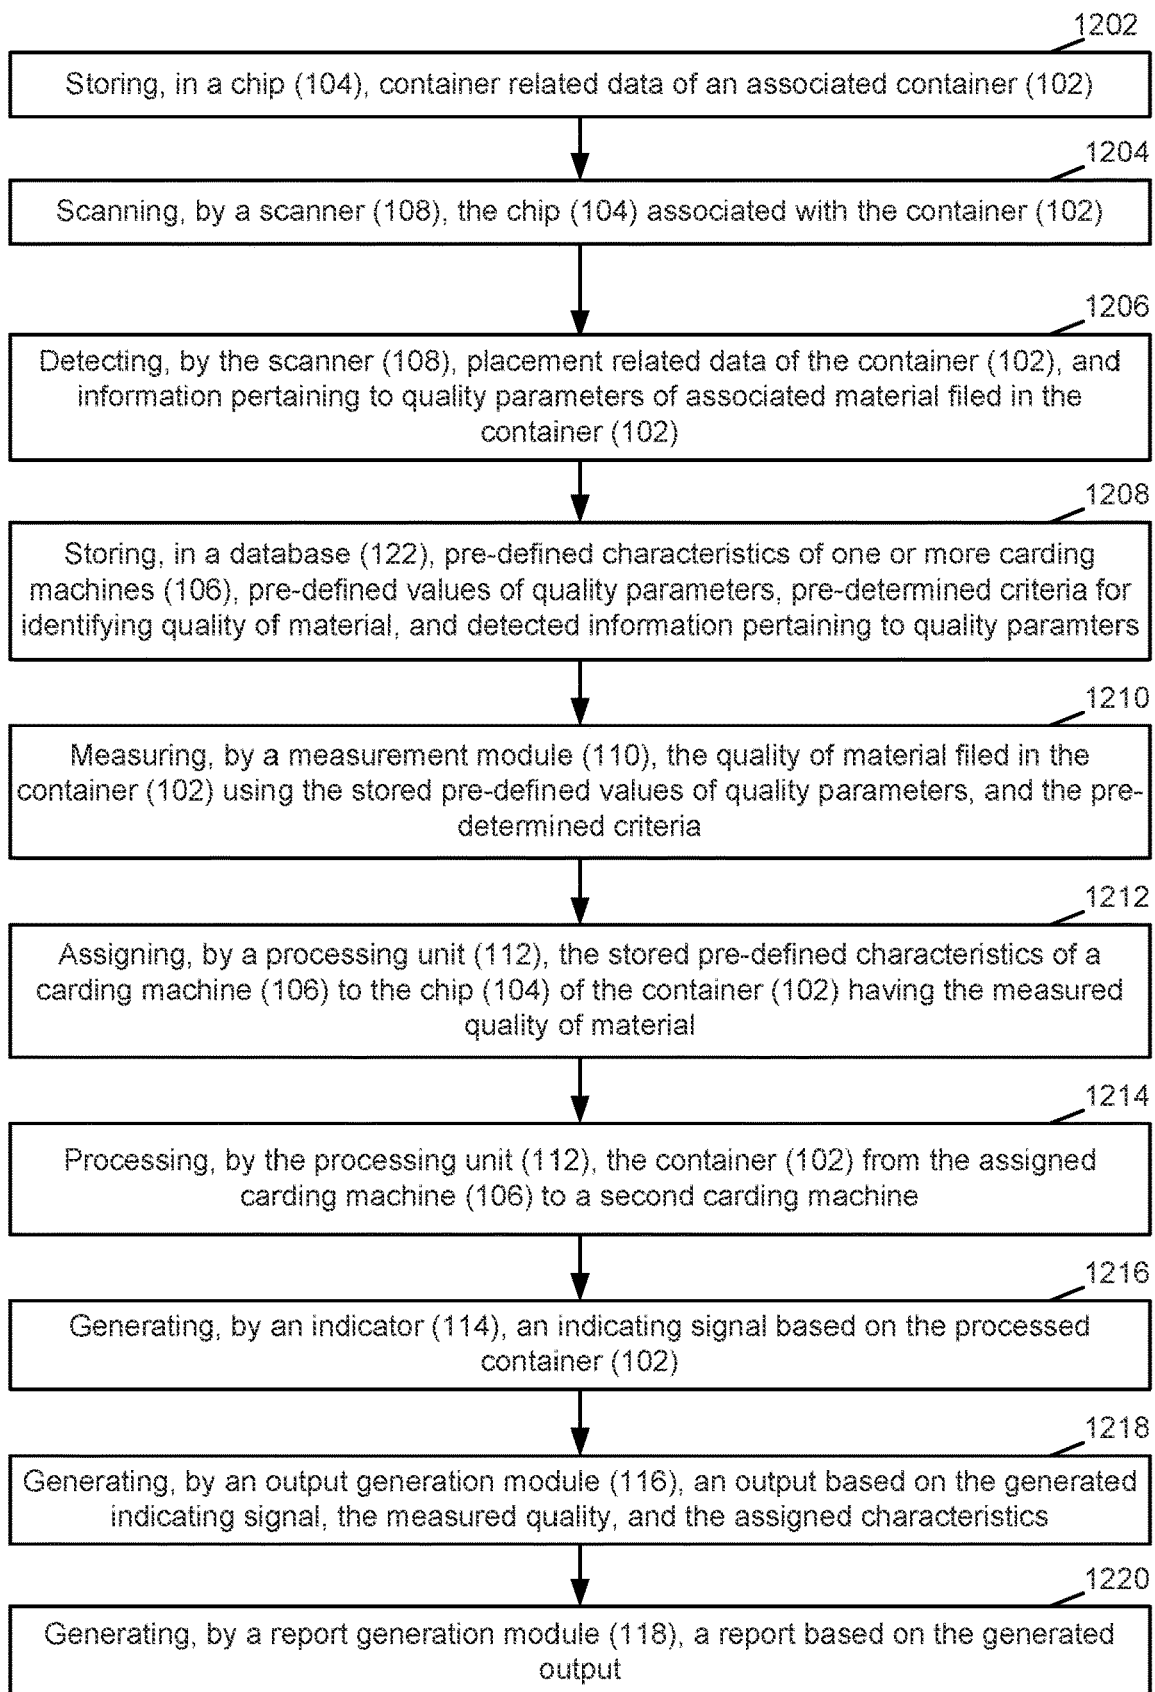 1202
Storing, in a chip (104), container related data of an associated container (102)
1204
Scanning, by a scanner (108), the chip (104) associated with the container (102)
1206
Detecting, by the scanner (108), placement related data of the container (102), and
information pertaining to quality parameters of associated material filed in the
container (102)
1208
Storing, in a database (122), pre-defined characteristics of one or more carding
machines (106), pre-defined values of quality parameters, pre-determined criteria for
identifying quality of material, and detected information pertaining to quality paramters
1210
Measuring, by a measurement module (110), the quality of material filed in the
container (102) using the stored pre-defined values of quality parameters, and the pre-
determined criteria
1212
Assigning, by a processing unit (112), the stored pre-defined characteristics of a
carding machine (106) to the chip (104) of the container (102) having the measured
quality of material
1214
Processing, by the processing unit (112), the container (102) from the assigned
carding machine (106) to a second carding machine
1216
Generating, by an indicator (114), an indicating signal based on the processed
container (102)
1218
Generating, by an output generation module (116), an output based on the generated
indicating signal, the measured quality, and the assigned characteristics
1220
Generating, by a report generation module (118), a report based on the generated
output